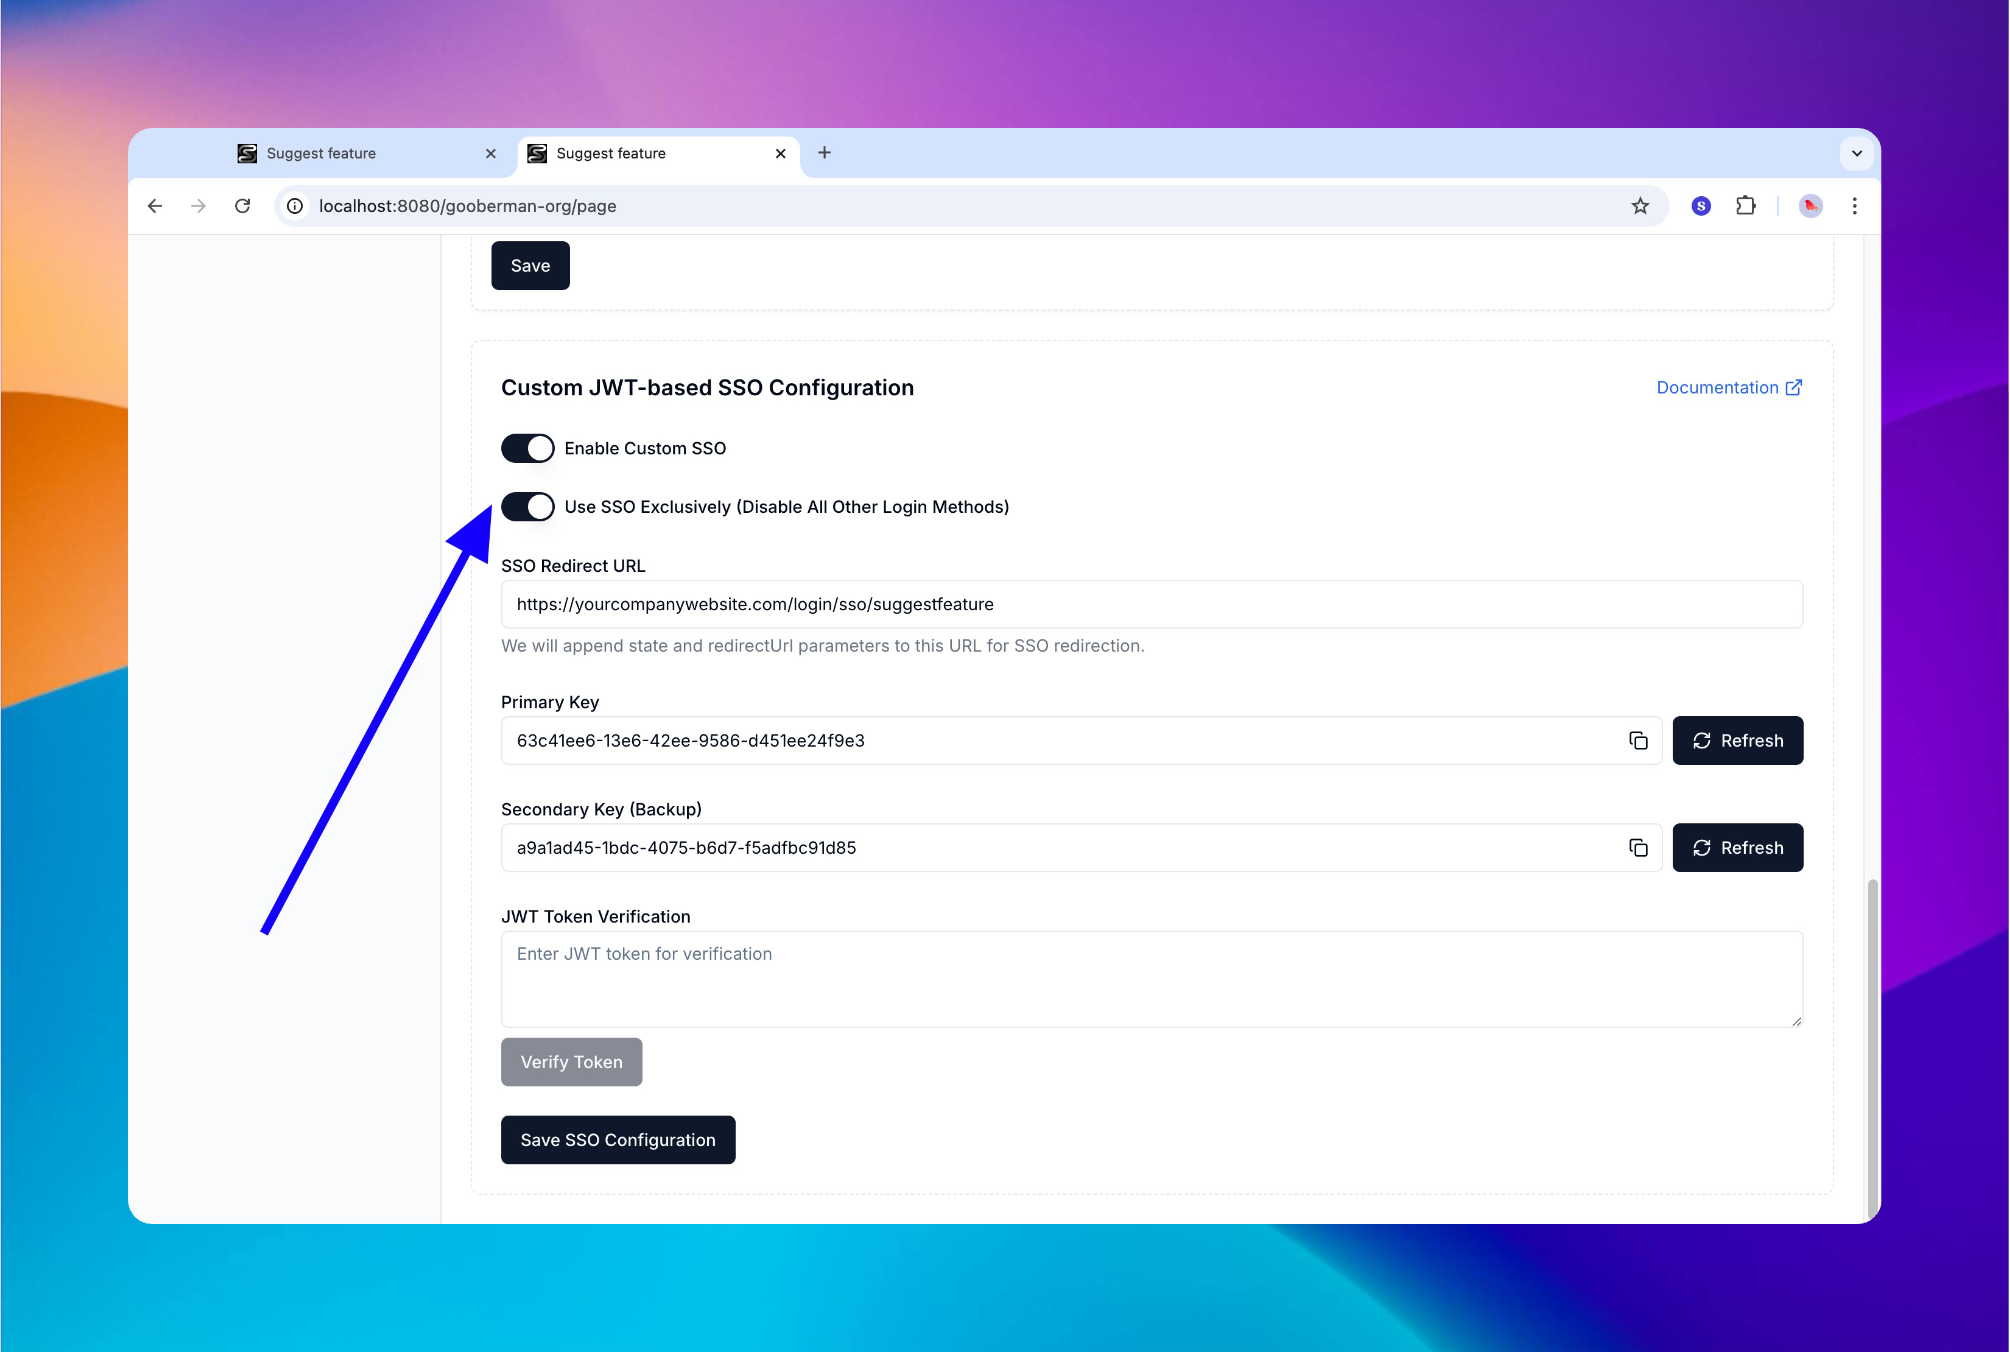 Suggest feature
Suggest feature
localhost:8080/gooberman-org/page
S
Save
Custom JWT-based SSO Configuration
Documentation
Enable Custom SSO
Use SSO Exclusively (Disable All Other Login Methods)
SSO Redirect URL
https://yourcompanywebsite.com/login/sso/suggestfeature
We will append state and redirectUrl parameters to this URL for SSO redirection.
Primary Key
63c41ee6-13e6-42ee-9586-d451ee24f9e3
Refresh
Secondary Key (Backup)
a9a1ad45-1bdc-4075-b6d7-f5adfbc91d85
Refresh
JWT Token Verification
Enter JWT token for verification
Verify Token
Save SSO Configuration